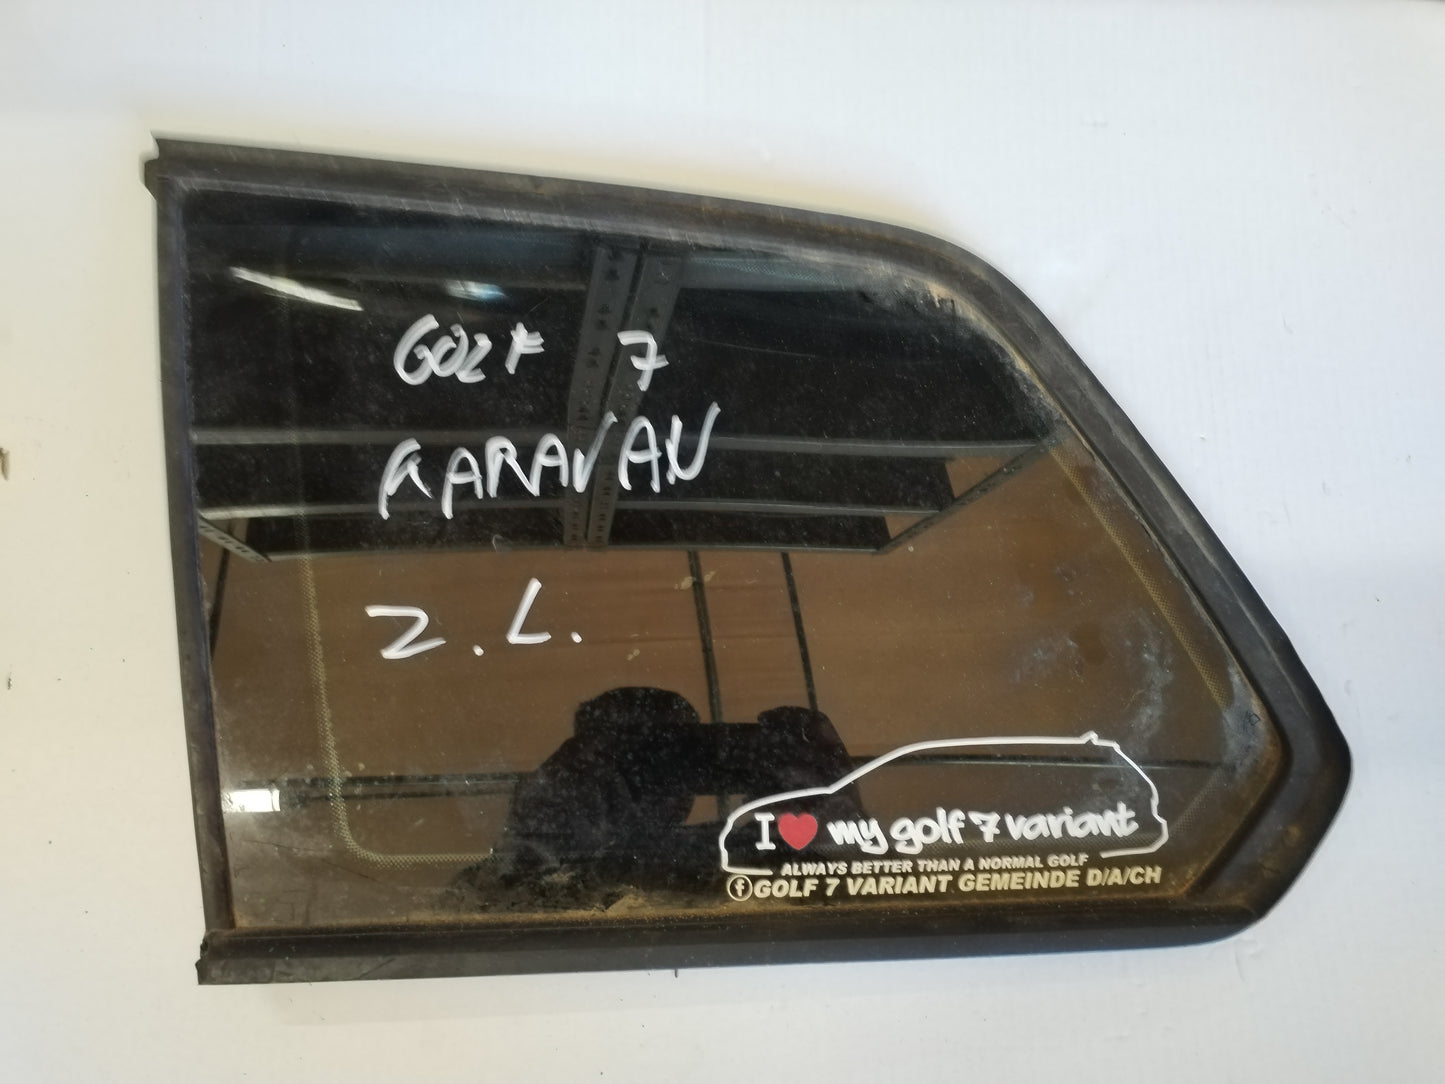 GOLF 7
KARAVAN
Z.L.
I ❤ my golf 7 variant
ALWAYS BETTER THAN A NORMAL GOLF
GOLF 7 VARIANT GEMEINDE D/A/CH